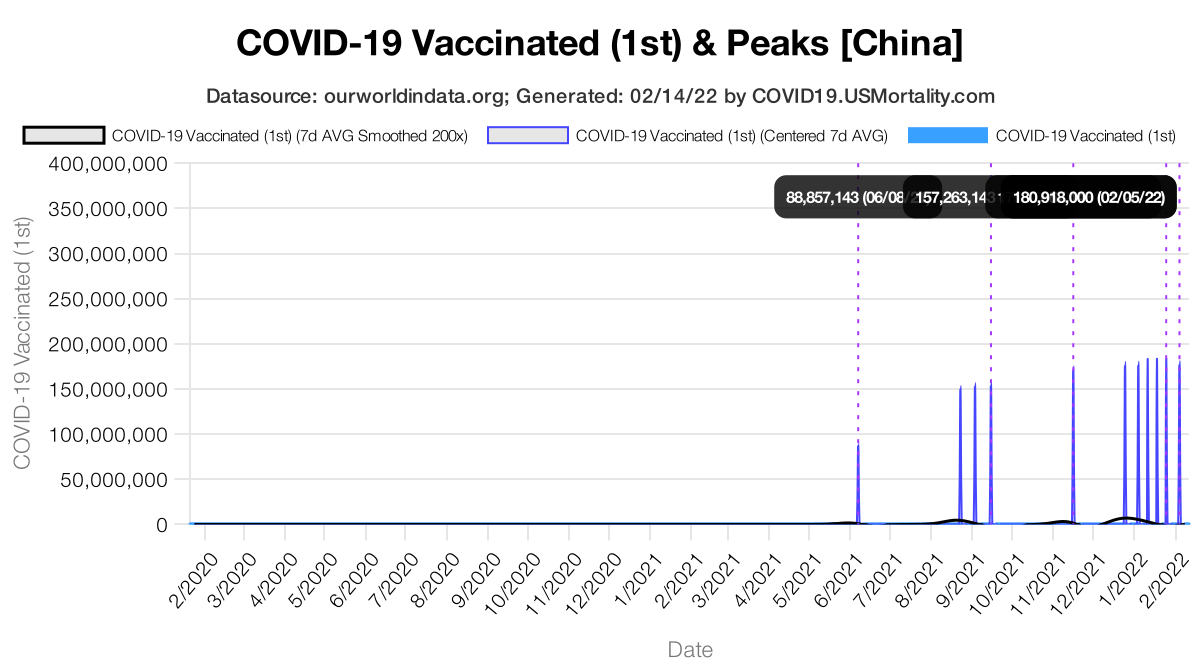 COVID-19 Vaccinated (1st) & Peaks [China]
Datasource: ourworldindata.org; Generated: 02/14/22 by COVID19.USMortality.com
COVID-19 Vaccinated (1st) (7d AVG Smoothed 200x) COVID-19 Vaccinated (1st) (Centered 7d AVG) COVID-19 Vaccinated (1st)
400,000,000
350,000,000
300,000,000
250,000,000
200,000,000
150,000,000
100,000,000
50,000,000
0
COVID-19 Vaccinated (1st)
88,857,143 (06/08/ 157,263,143 180,918,000 (02/05/22)
2/2020 3/2020 4/2020 5/2020 6/2020 7/2020 8/2020 9/2020 10/2020 11/2020 12/2020 1/2021 2/2021 3/2021 4/2021 5/2021 6/2021 7/2021 8/2021 9/2021 10/2021 11/2021 12/2021 1/2022 2/2022
Date